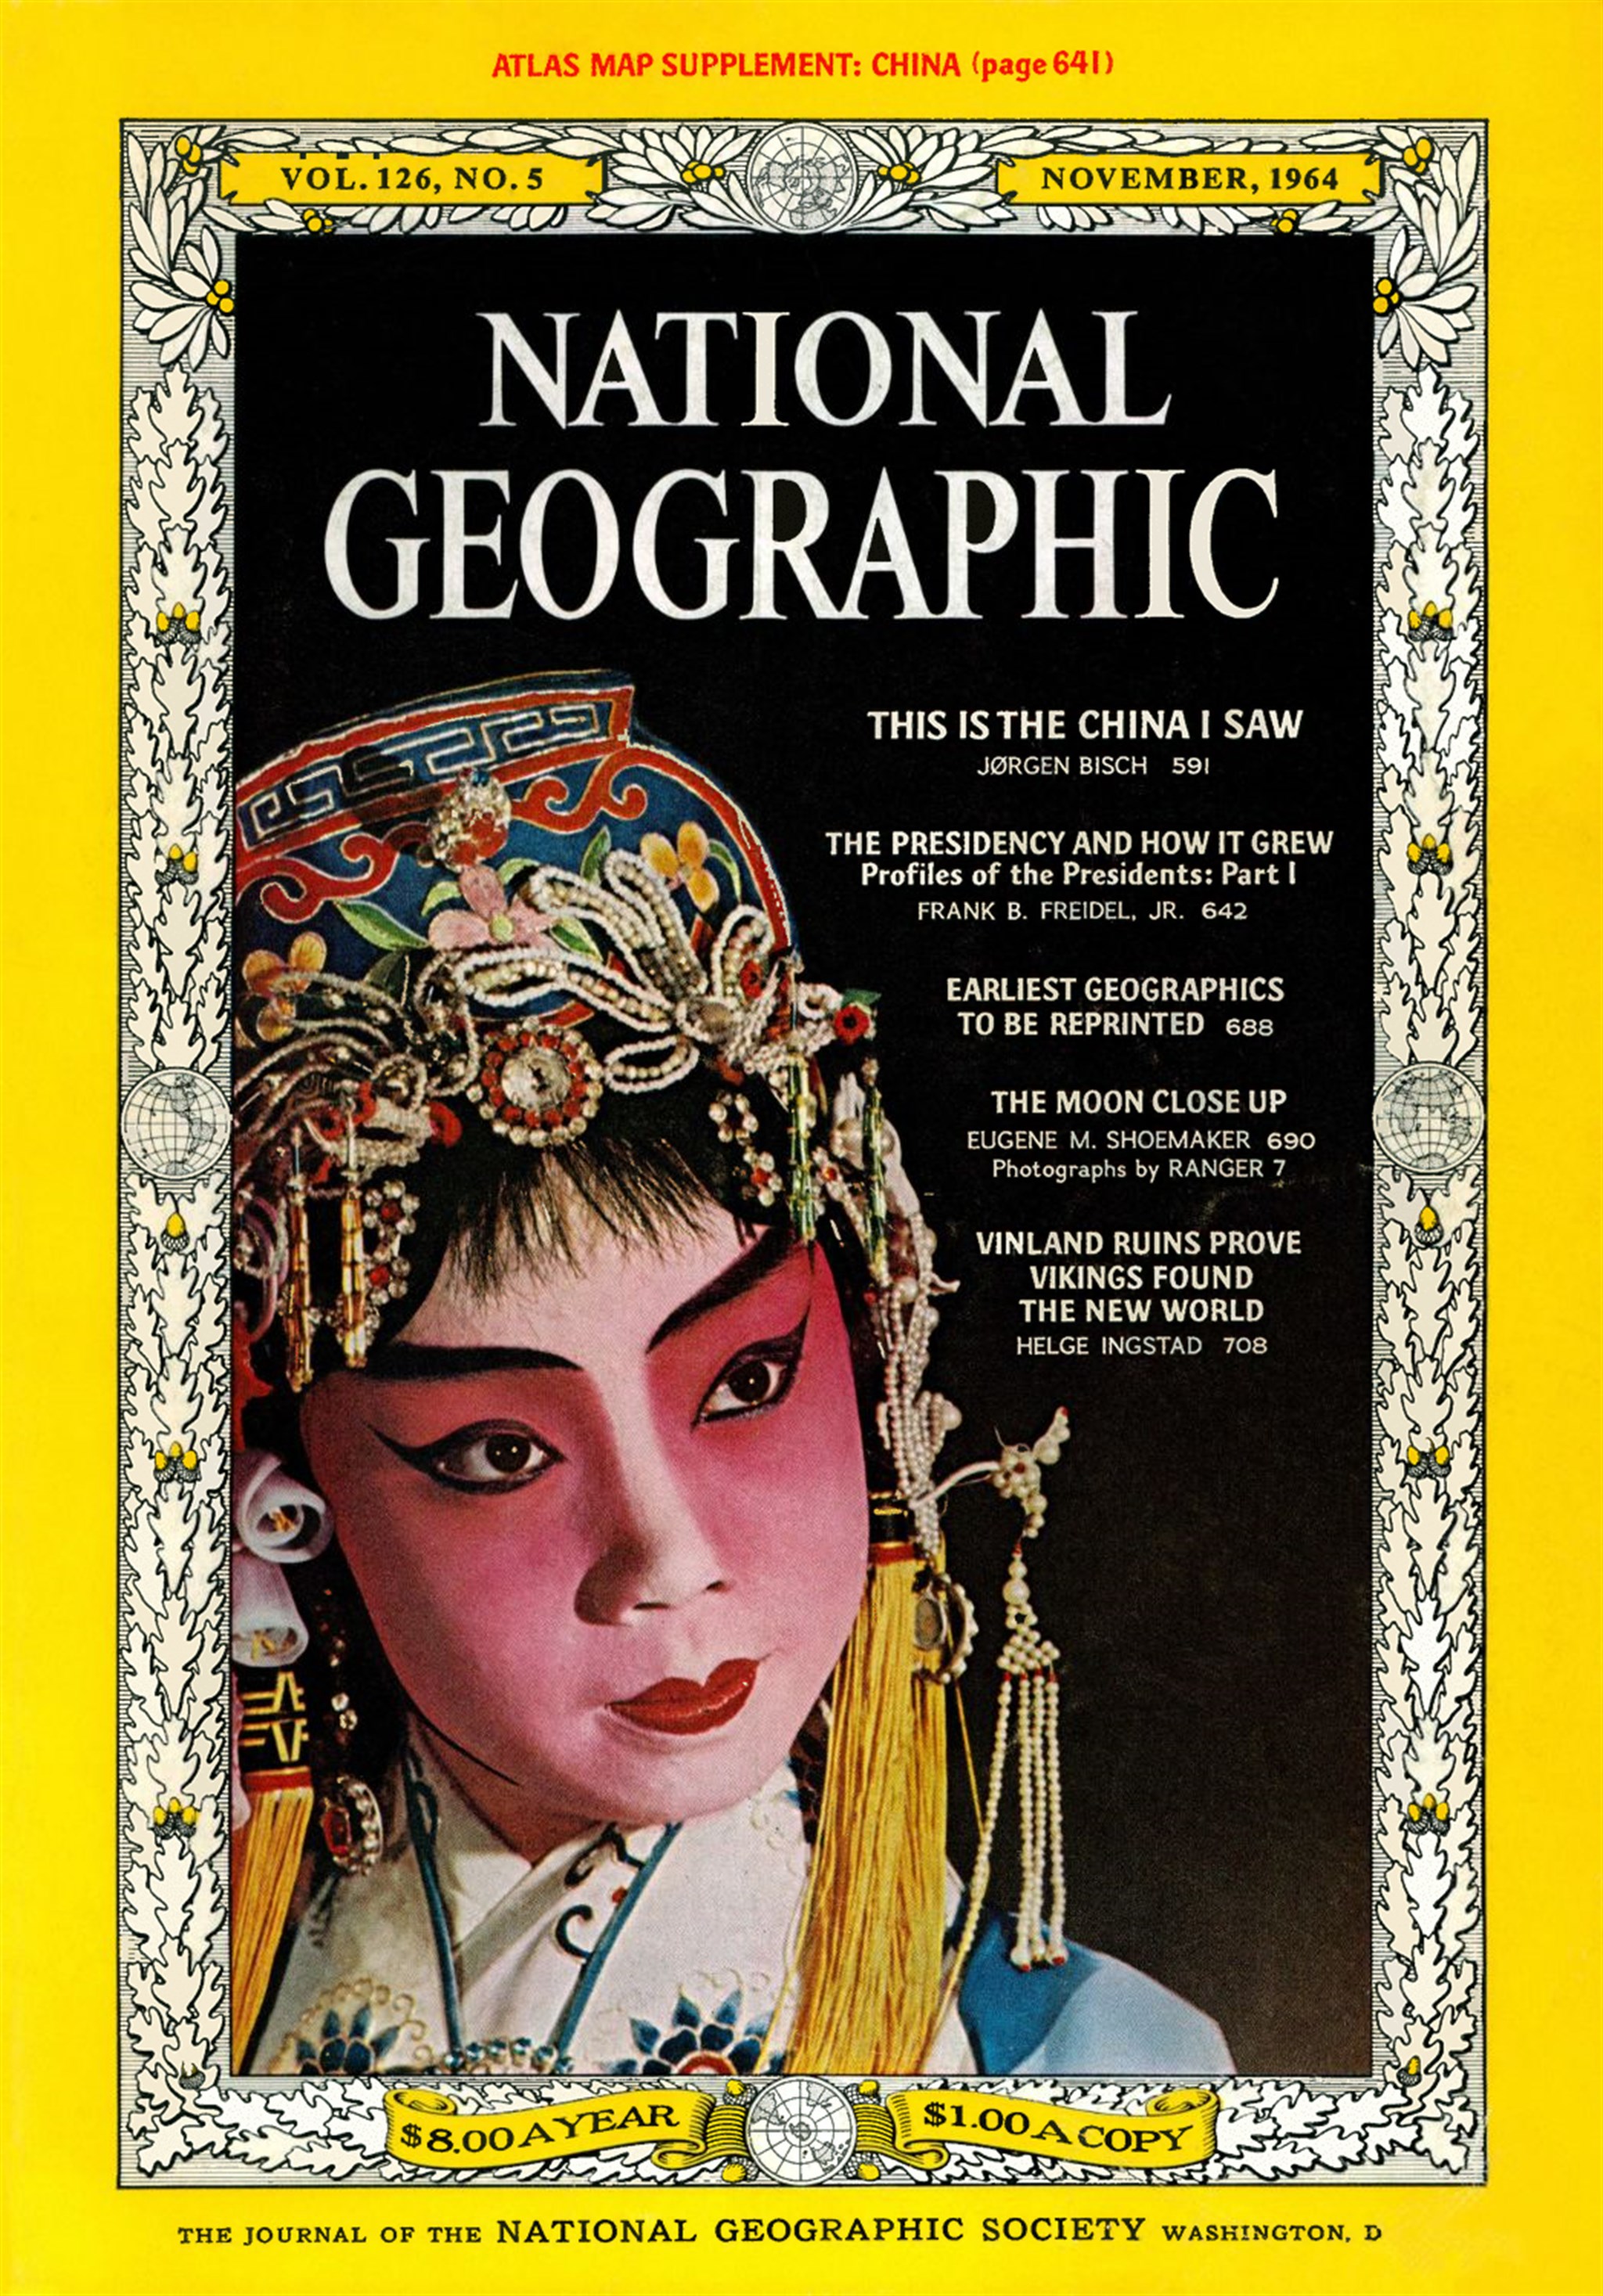 ATLAS MAP SUPPLEMENT: CHINA (page 641)
VOL. 126, NO. 5
NOVEMBER, 1964
NATIONAL
GEOGRAPHIC
THIS IS THE CHINA I SAW
JØRGEN BISCH 591
THE PRESIDENCY AND HOW IT GREW
Profiles of the Presidents: Part I
FRANK B. FREIDEL, JR. 642
EARLIEST GEOGRAPHICS
TO BE REPRINTED 688
THE MOON CLOSE UP
EUGENE M. SHOEMAKER 690
Photographs by RANGER 7
VINLAND RUINS PROVE
VIKINGS FOUND
THE NEW WORLD
HELGE INGSTAD 708
$8.00 A YEAR
$1.00 A COPY
THE JOURNAL OF THE NATIONAL GEOGRAPHIC SOCIETY WASHINGTON, D